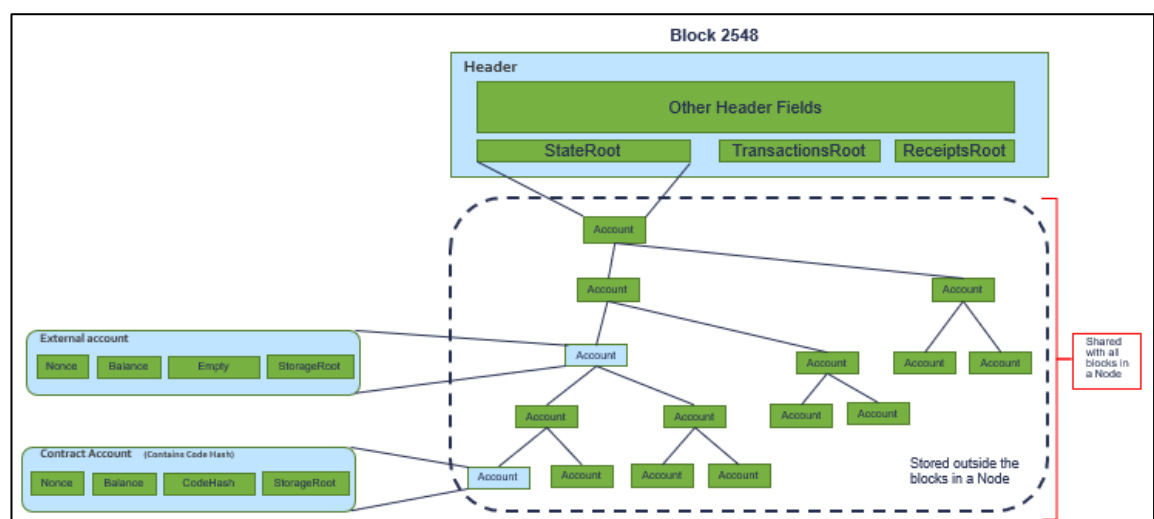 Block 2548
Header
Other Header Fields
StateRoot
TransactionsRoot
ReceiptsRoot
Account
Account
Account
External account
Nonce
Balance
Empty
StorageRoot
Account
Account
Account
Account
Shared
with all
blocks in
a Node
Account
Account
Account
Account
Contract Account (Contains Code Hash)
Nonce
Balance
CodeHash
StorageRoot
Account
Account
Account
Account
Stored outside the
blocks in a Node